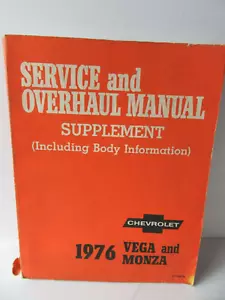 SERVICE and
OVERHAUL MANUAL
SUPPLEMENT
(Including Body Information)
CHEVROLET
1976 VEGA and
MONZA